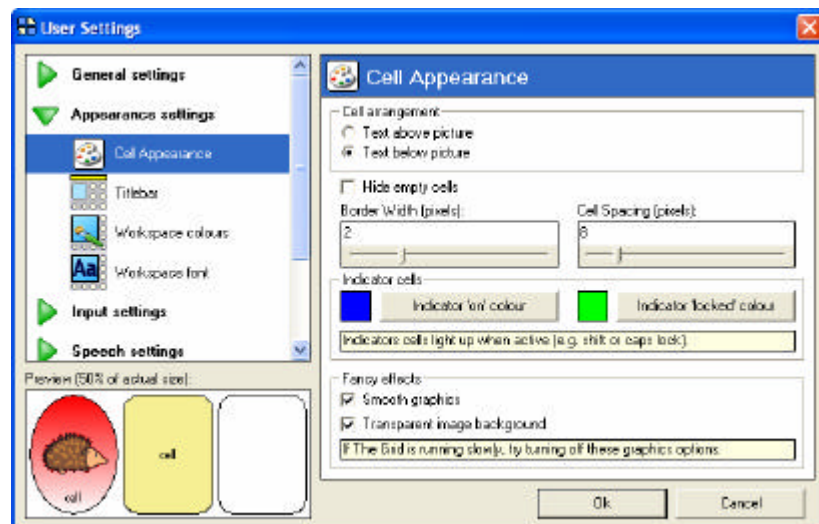 User Settings
General settings
Appearance settings
Cell Appearance
Titlebar
Workspace colours
Workspace font
Input settings
Speech settings
Preview (50% of actual size):
cell
cell
Cell Appearance
Cell arrangement
Text above picture
Text below picture
Hide empty cells
Border Width (pixels):
Cell Spacing (pixels):
2
8
Indicator cells
Indicator 'on' colour
Indicator 'locked' colour
Indicators cells light up when active (e.g. shift or caps lock).
Fancy effects
Smooth graphics
Transparent image background
If The Grid is running slowly, try turning off these graphics options.
Ok
Cancel